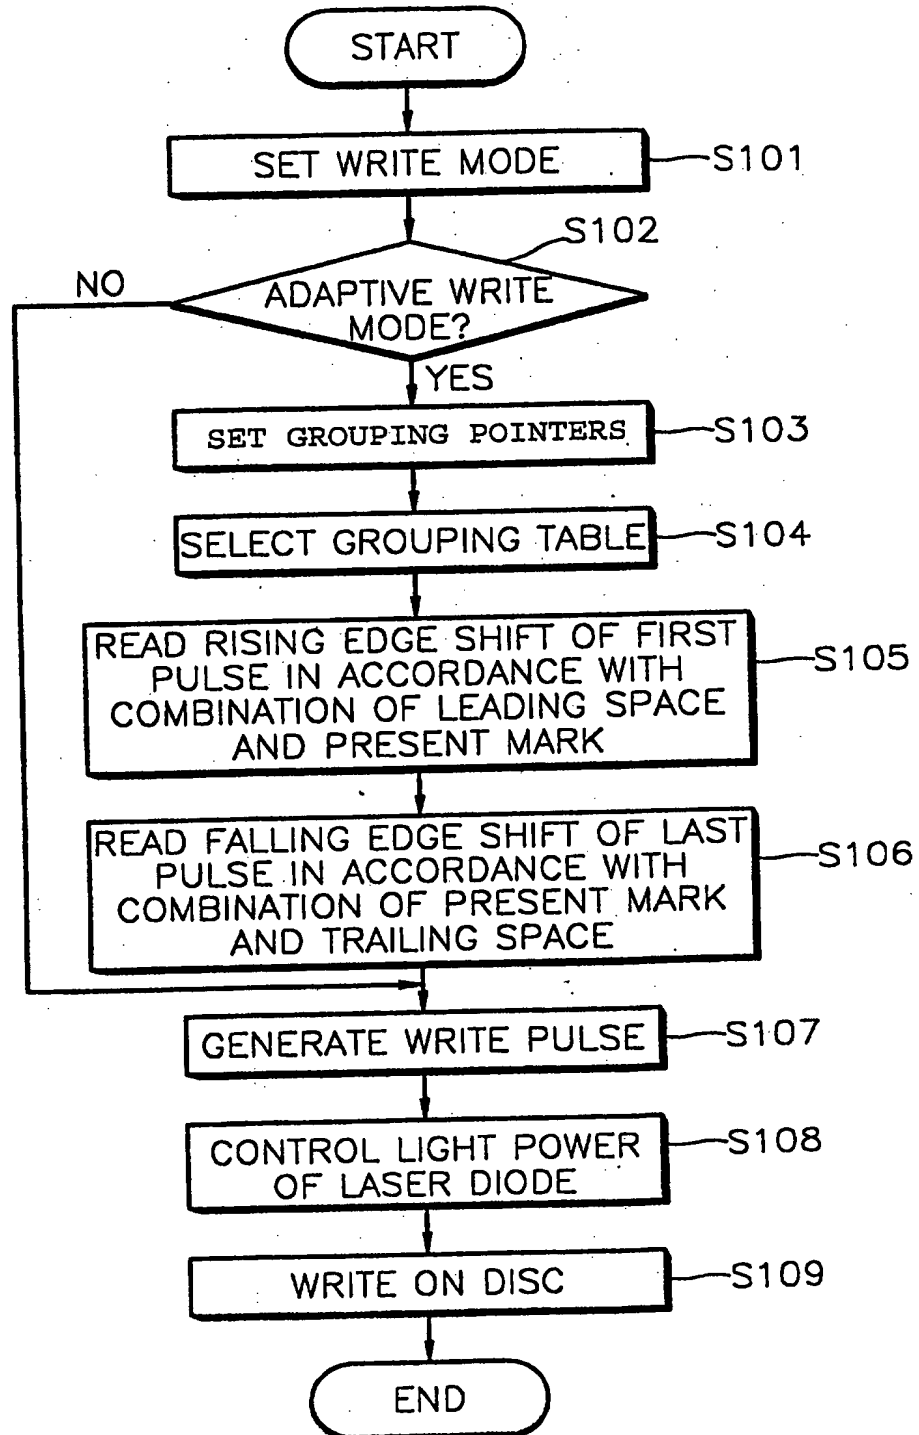 START
SET WRITE MODE
S101
S102
NO
ADAPTIVE WRITE
MODE?
YES
SET GROUPING POINTERS
S103
SELECT GROUPING TABLE
S104
READ RISING EDGE SHIFT OF FIRST
PULSE IN ACCORDANCE WITH
COMBINATION OF LEADING SPACE
AND PRESENT MARK
S105
READ FALLING EDGE SHIFT OF LAST
PULSE IN ACCORDANCE WITH
COMBINATION OF PRESENT MARK
AND TRAILING SPACE
S106
GENERATE WRITE PULSE
S107
CONTROL LIGHT POWER
OF LASER DIODE
S108
WRITE ON DISC
S109
END